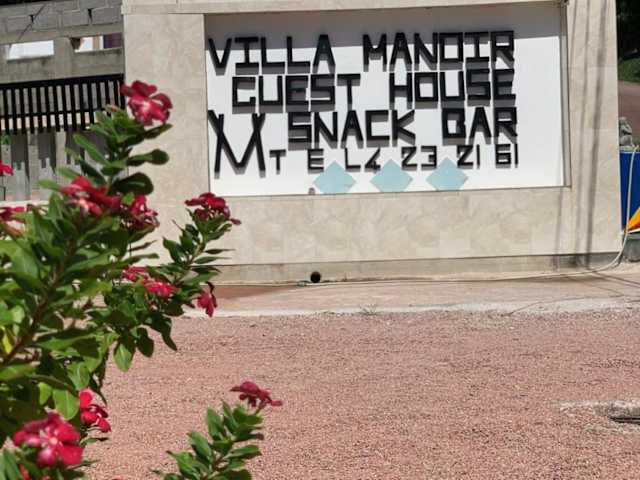 VILLA MANOIR
GUEST HOUSE
SNACK BAR
M TEL 4 23 21 61